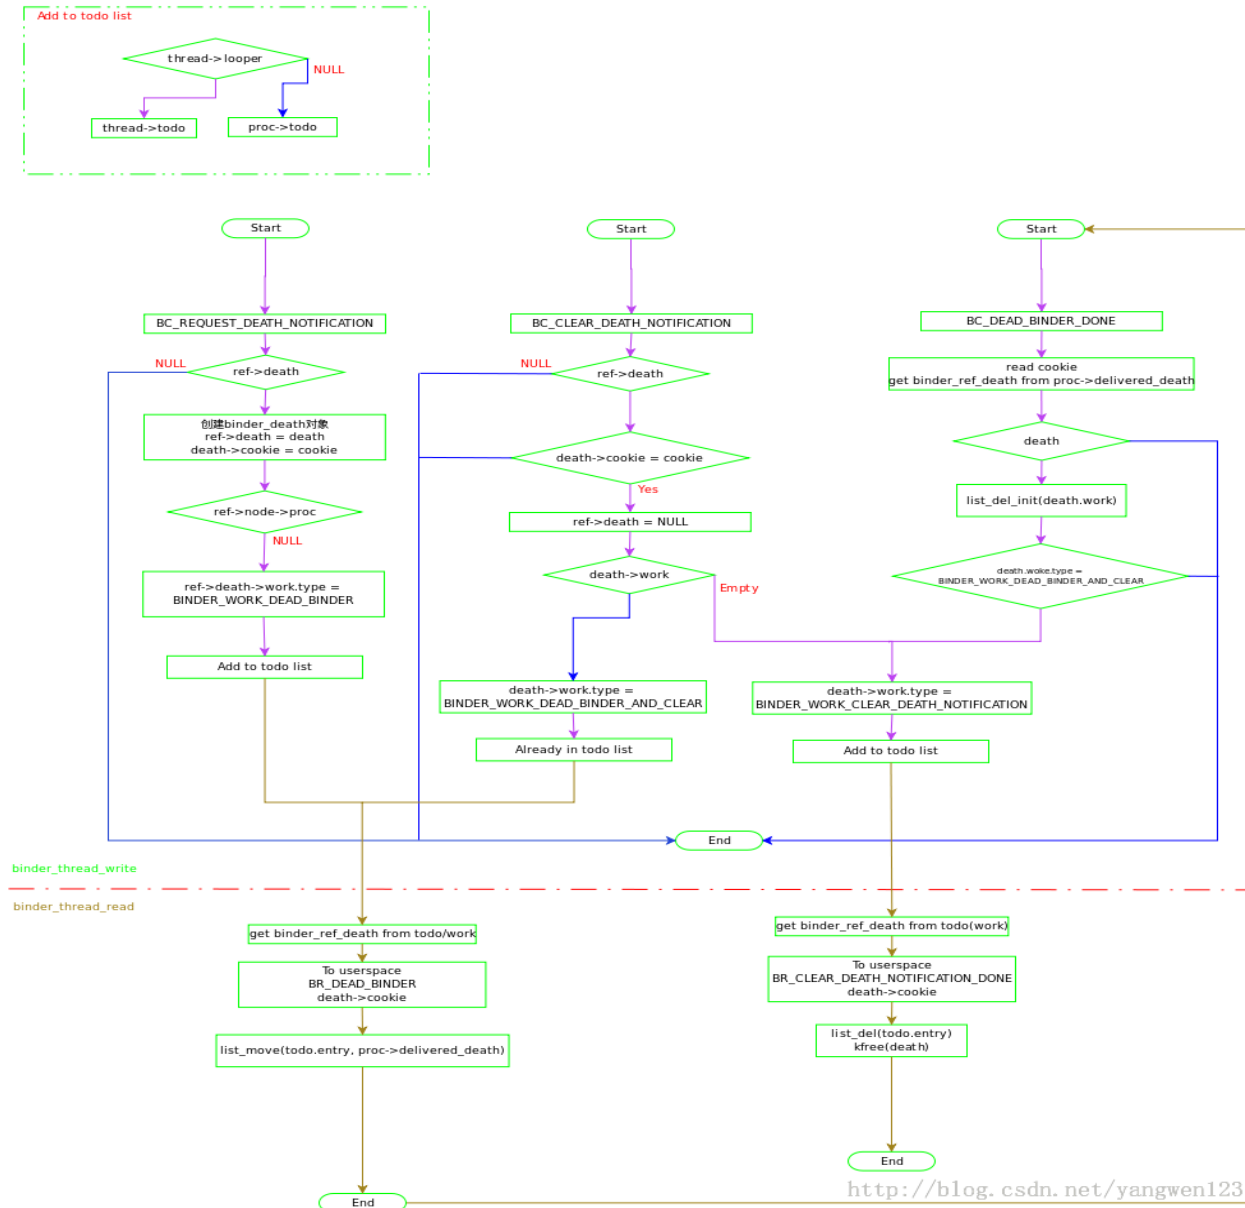 Add to todo list
thread->looper
NULL
thread->todo
proc->todo
Start
Start
Start
BC_REQUEST_DEATH_NOTIFICATION
BC_CLEAR_DEATH_NOTIFICATION
BC_DEAD_BINDER_DONE
NULL
ref->death
NULL
ref->death
read cookie
get binder_ref_death from proc->delivered_death
创建binder_death对象
ref->death = death
death->cookie = cookie
death->cookie = cookie
death
Yes
list_del_init(death.work)
ref->node->proc
NULL
ref->death = NULL
death->work
Empty
death.woke.type =
BINDER_WORK_DEAD_BINDER_AND_CLEAR
ref->death->work.type =
BINDER_WORK_DEAD_BINDER
Add to todo list
death->work.type =
BINDER_WORK_DEAD_BINDER_AND_CLEAR
death->work.type =
BINDER_WORK_CLEAR_DEATH_NOTIFICATION
Already in todo list
Add to todo list
End
binder_thread_write
binder_thread_read
get binder_ref_death from todo/work
get binder_ref_death from todo(work)
To userspace
BR_DEAD_BINDER
death->cookie
To userspace
BR_CLEAR_DEATH_NOTIFICATION_DONE
death->cookie
list_move(todo.entry, proc->delivered_death)
list_del(todo.entry)
kfree(death)
End
End
http://blog.csdn.net/yangwen123